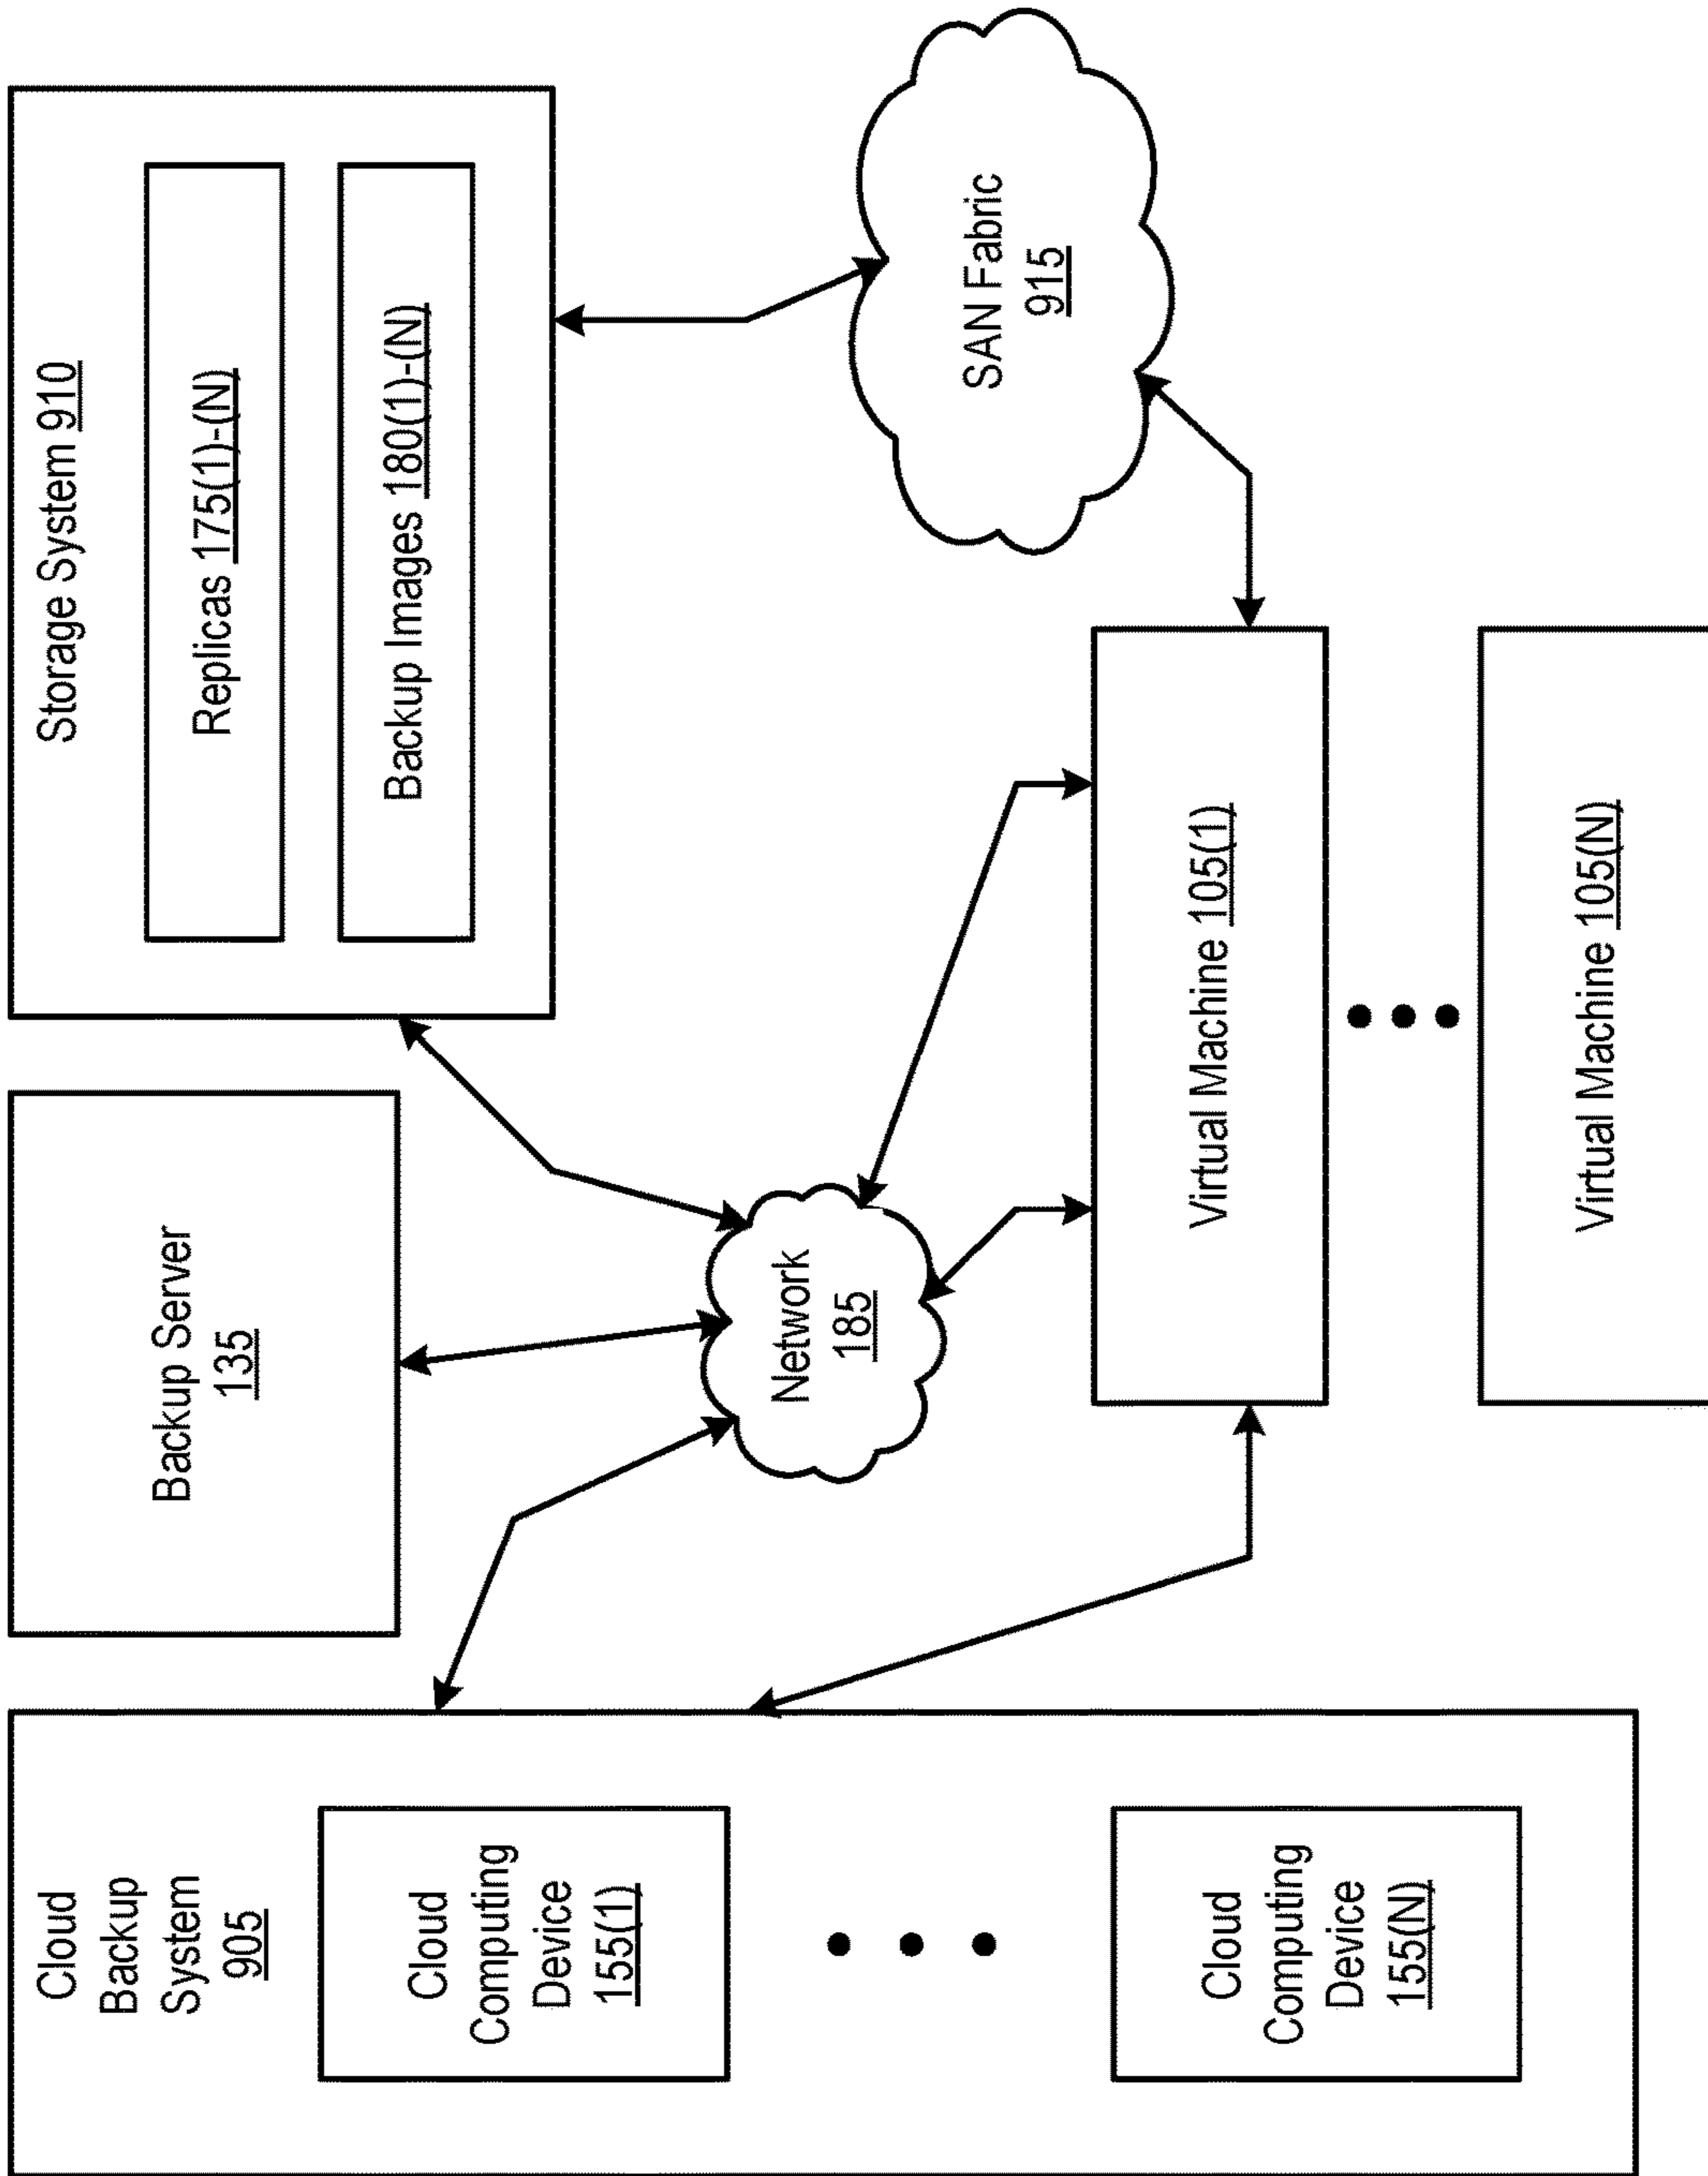 Cloud
Backup
System
905
Cloud
Computing
Device
155(1)
Cloud
Computing
Device
155(N)
Backup Server
135
Storage System 910
Replicas 175(1)-(N)
Backup Images 180(1)-(N)
Network
185
SAN Fabric
915
Virtual Machine 105(1)
Virtual Machine 105(N)